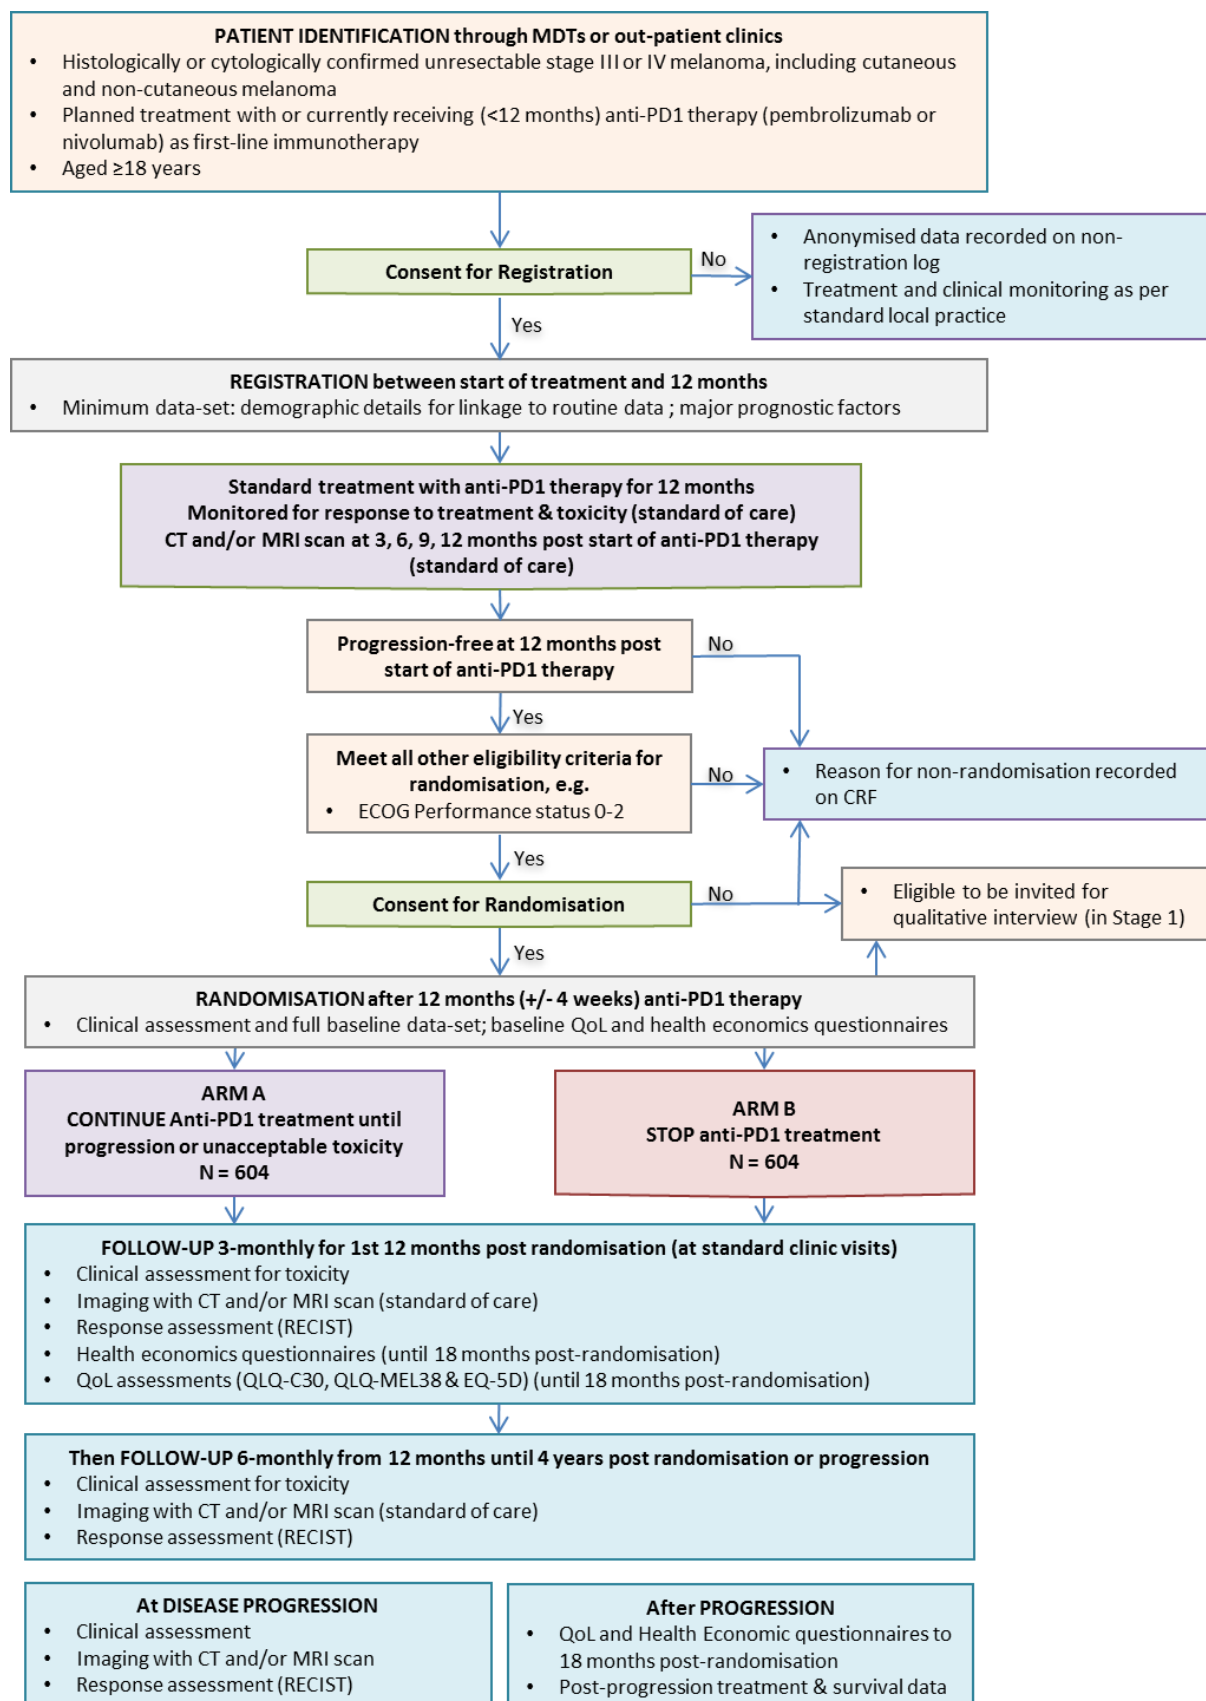 PATIENT IDENTIFICATION through MDTs or out-patient clinics
• Histologically or cytologically confirmed unresectable stage III or IV melanoma, including cutaneous
and non-cutaneous melanoma
• Planned treatment with or currently receiving (<12 months) anti-PD1 therapy (pembrolizumab or
nivolumab) as first-line immunotherapy
• Aged ≥18 years
Consent for Registration
No
• Anonymised data recorded on non-
registration log
• Treatment and clinical monitoring as per
standard local practice
Yes
REGISTRATION between start of treatment and 12 months
• Minimum data-set: demographic details for linkage to routine data ; major prognostic factors
Standard treatment with anti-PD1 therapy for 12 months
Monitored for response to treatment & toxicity (standard of care)
CT and/or MRI scan at 3, 6, 9, 12 months post start of anti-PD1 therapy
(standard of care)
Progression-free at 12 months post
start of anti-PD1 therapy
No
Yes
Meet all other eligibility criteria for
randomisation, e.g.
• ECOG Performance status 0-2
No
• Reason for non-randomisation recorded
on CRF
Yes
Consent for Randomisation
No
• Eligible to be invited for
qualitative interview (in Stage 1)
Yes
RANDOMISATION after 12 months (+/- 4 weeks) anti-PD1 therapy
• Clinical assessment and full baseline data-set; baseline QoL and health economics questionnaires
ARM A
CONTINUE Anti-PD1 treatment until
progression or unacceptable toxicity
N = 604
ARM B
STOP anti-PD1 treatment
N = 604
FOLLOW-UP 3-monthly for 1st 12 months post randomisation (at standard clinic visits)
• Clinical assessment for toxicity
• Imaging with CT and/or MRI scan (standard of care)
• Response assessment (RECIST)
• Health economics questionnaires (until 18 months post-randomisation)
• QoL assessments (QLQ-C30, QLQ-MEL38 & EQ-5D) (until 18 months post-randomisation)
Then FOLLOW-UP 6-monthly from 12 months until 4 years post randomisation or progression
• Clinical assessment for toxicity
• Imaging with CT and/or MRI scan (standard of care)
• Response assessment (RECIST)
At DISEASE PROGRESSION
• Clinical assessment
• Imaging with CT and/or MRI scan
• Response assessment (RECIST)
After PROGRESSION
• QoL and Health Economic questionnaires to
18 months post-randomisation
• Post-progression treatment & survival data